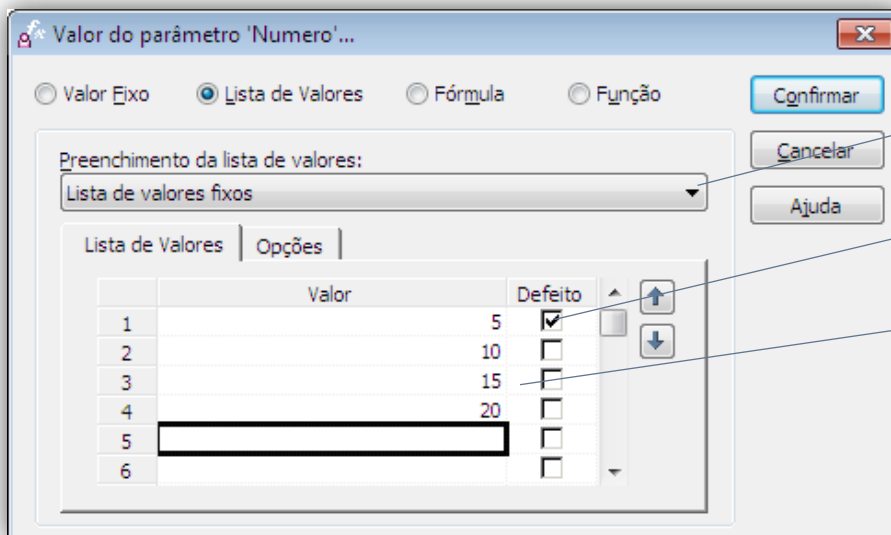 Valor do parâmetro 'Numero'...
Valor Fixo Lista de Valores Fórmula Função
Confirmar
Cancelar
Ajuda
Preenchimento da lista de valores:
Lista de valores fixos
Lista de Valores Opções
Valor Defeito
1 5
2 10
3 15
4 20
5
6